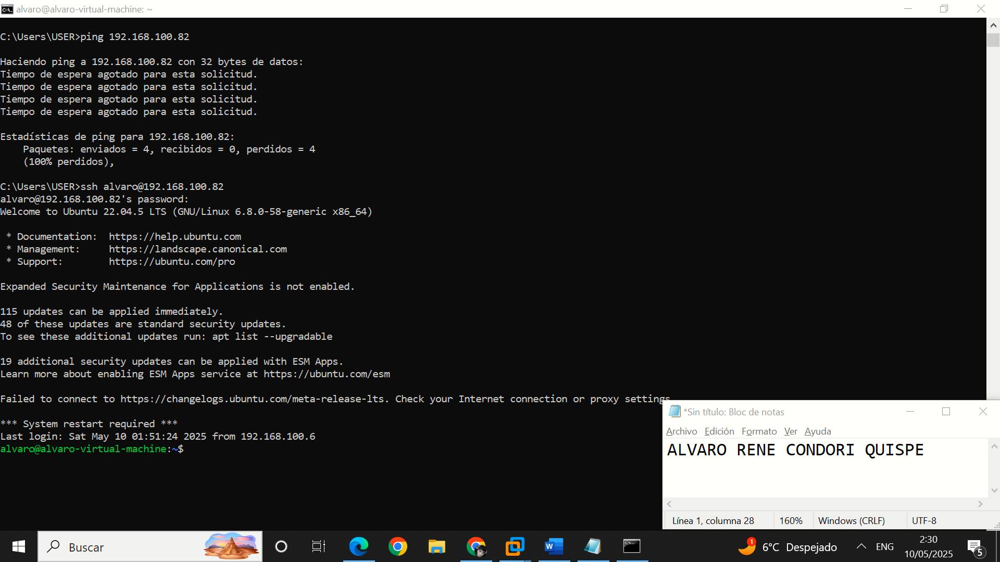 alvaro@alvaro-virtual-machine: ~
C:\Users\USER>ping 192.168.100.82
Haciendo ping a 192.168.100.82 con 32 bytes de datos:
Tiempo de espera agotado para esta solicitud.
Tiempo de espera agotado para esta solicitud.
Tiempo de espera agotado para esta solicitud.
Tiempo de espera agotado para esta solicitud.
Estadísticas de ping para 192.168.100.82:
    Paquetes: enviados = 4, recibidos = 0, perdidos = 4
    (100% perdidos),
C:\Users\USER>ssh alvaro@192.168.100.82
alvaro@192.168.100.82's password:
Welcome to Ubuntu 22.04.5 LTS (GNU/Linux 6.8.0-58-generic x86_64)
 * Documentation:  https://help.ubuntu.com
 * Management:     https://landscape.canonical.com
 * Support:        https://ubuntu.com/pro
Expanded Security Maintenance for Applications is not enabled.
115 updates can be applied immediately.
48 of these updates are standard security updates.
To see these additional updates run: apt list --upgradable
19 additional security updates can be applied with ESM Apps.
Learn more about enabling ESM Apps service at https://ubuntu.com/esm
Failed to connect to https://changelogs.ubuntu.com/meta-release-lts. Check your Internet connection or proxy settings
*** System restart required ***
Last login: Sat May 10 01:51:24 2025 from 192.168.100.6
alvaro@alvaro-virtual-machine:~$
*Sin título: Bloc de notas
Archivo Edición Formato Ver Ayuda
ALVARO RENE CONDORI QUISPE
Línea 1, columna 28 160% Windows (CRLF) UTF-8
Buscar
1
6°C Despejado
ENG
2:30
10/05/2025
5